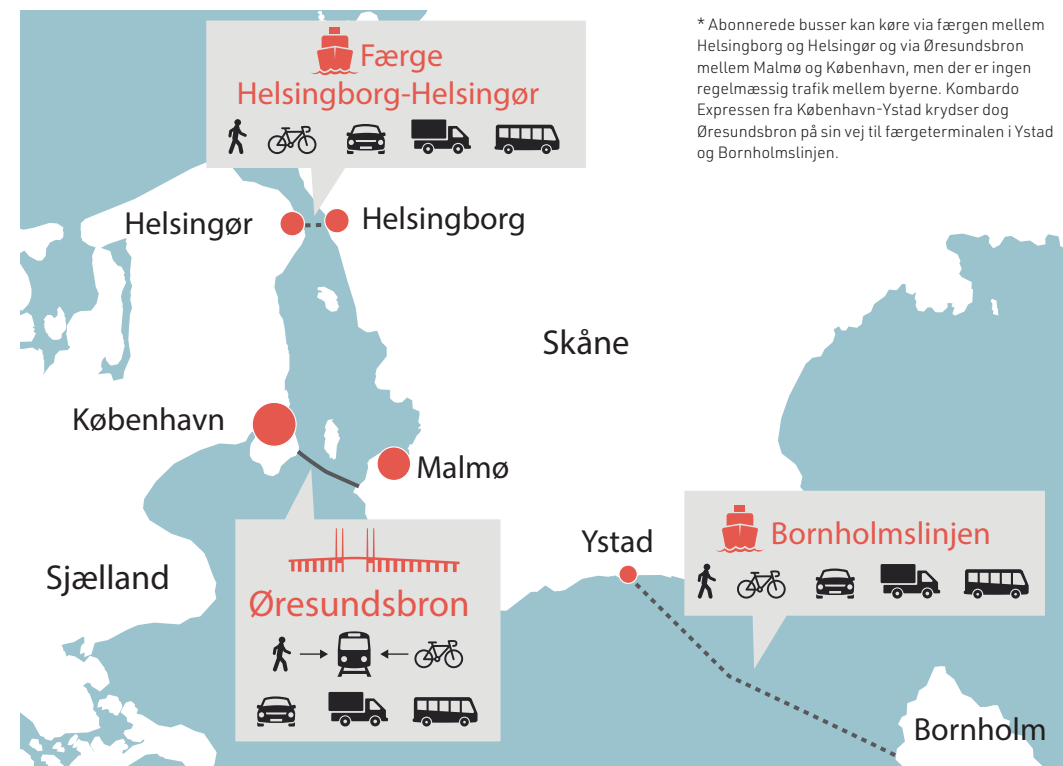 * Abonnerede busser kan køre via færgen mellem
Helsingborg og Helsingør og via Øresundsbron
mellem Malmø og København, men der er ingen
regelmæssig trafik mellem byerne. Kombardo
Expressen fra København-Ystad krydser dog
Øresundsbron på sin vej til færgeterminalen i Ystad
og Bornholmslinjen.
Færge
Helsingborg-Helsingør
Helsingør
Helsingborg
Skåne
København
Malmø
Ystad
Bornholmslinjen
Sjælland
Øresundsbron
Bornholm